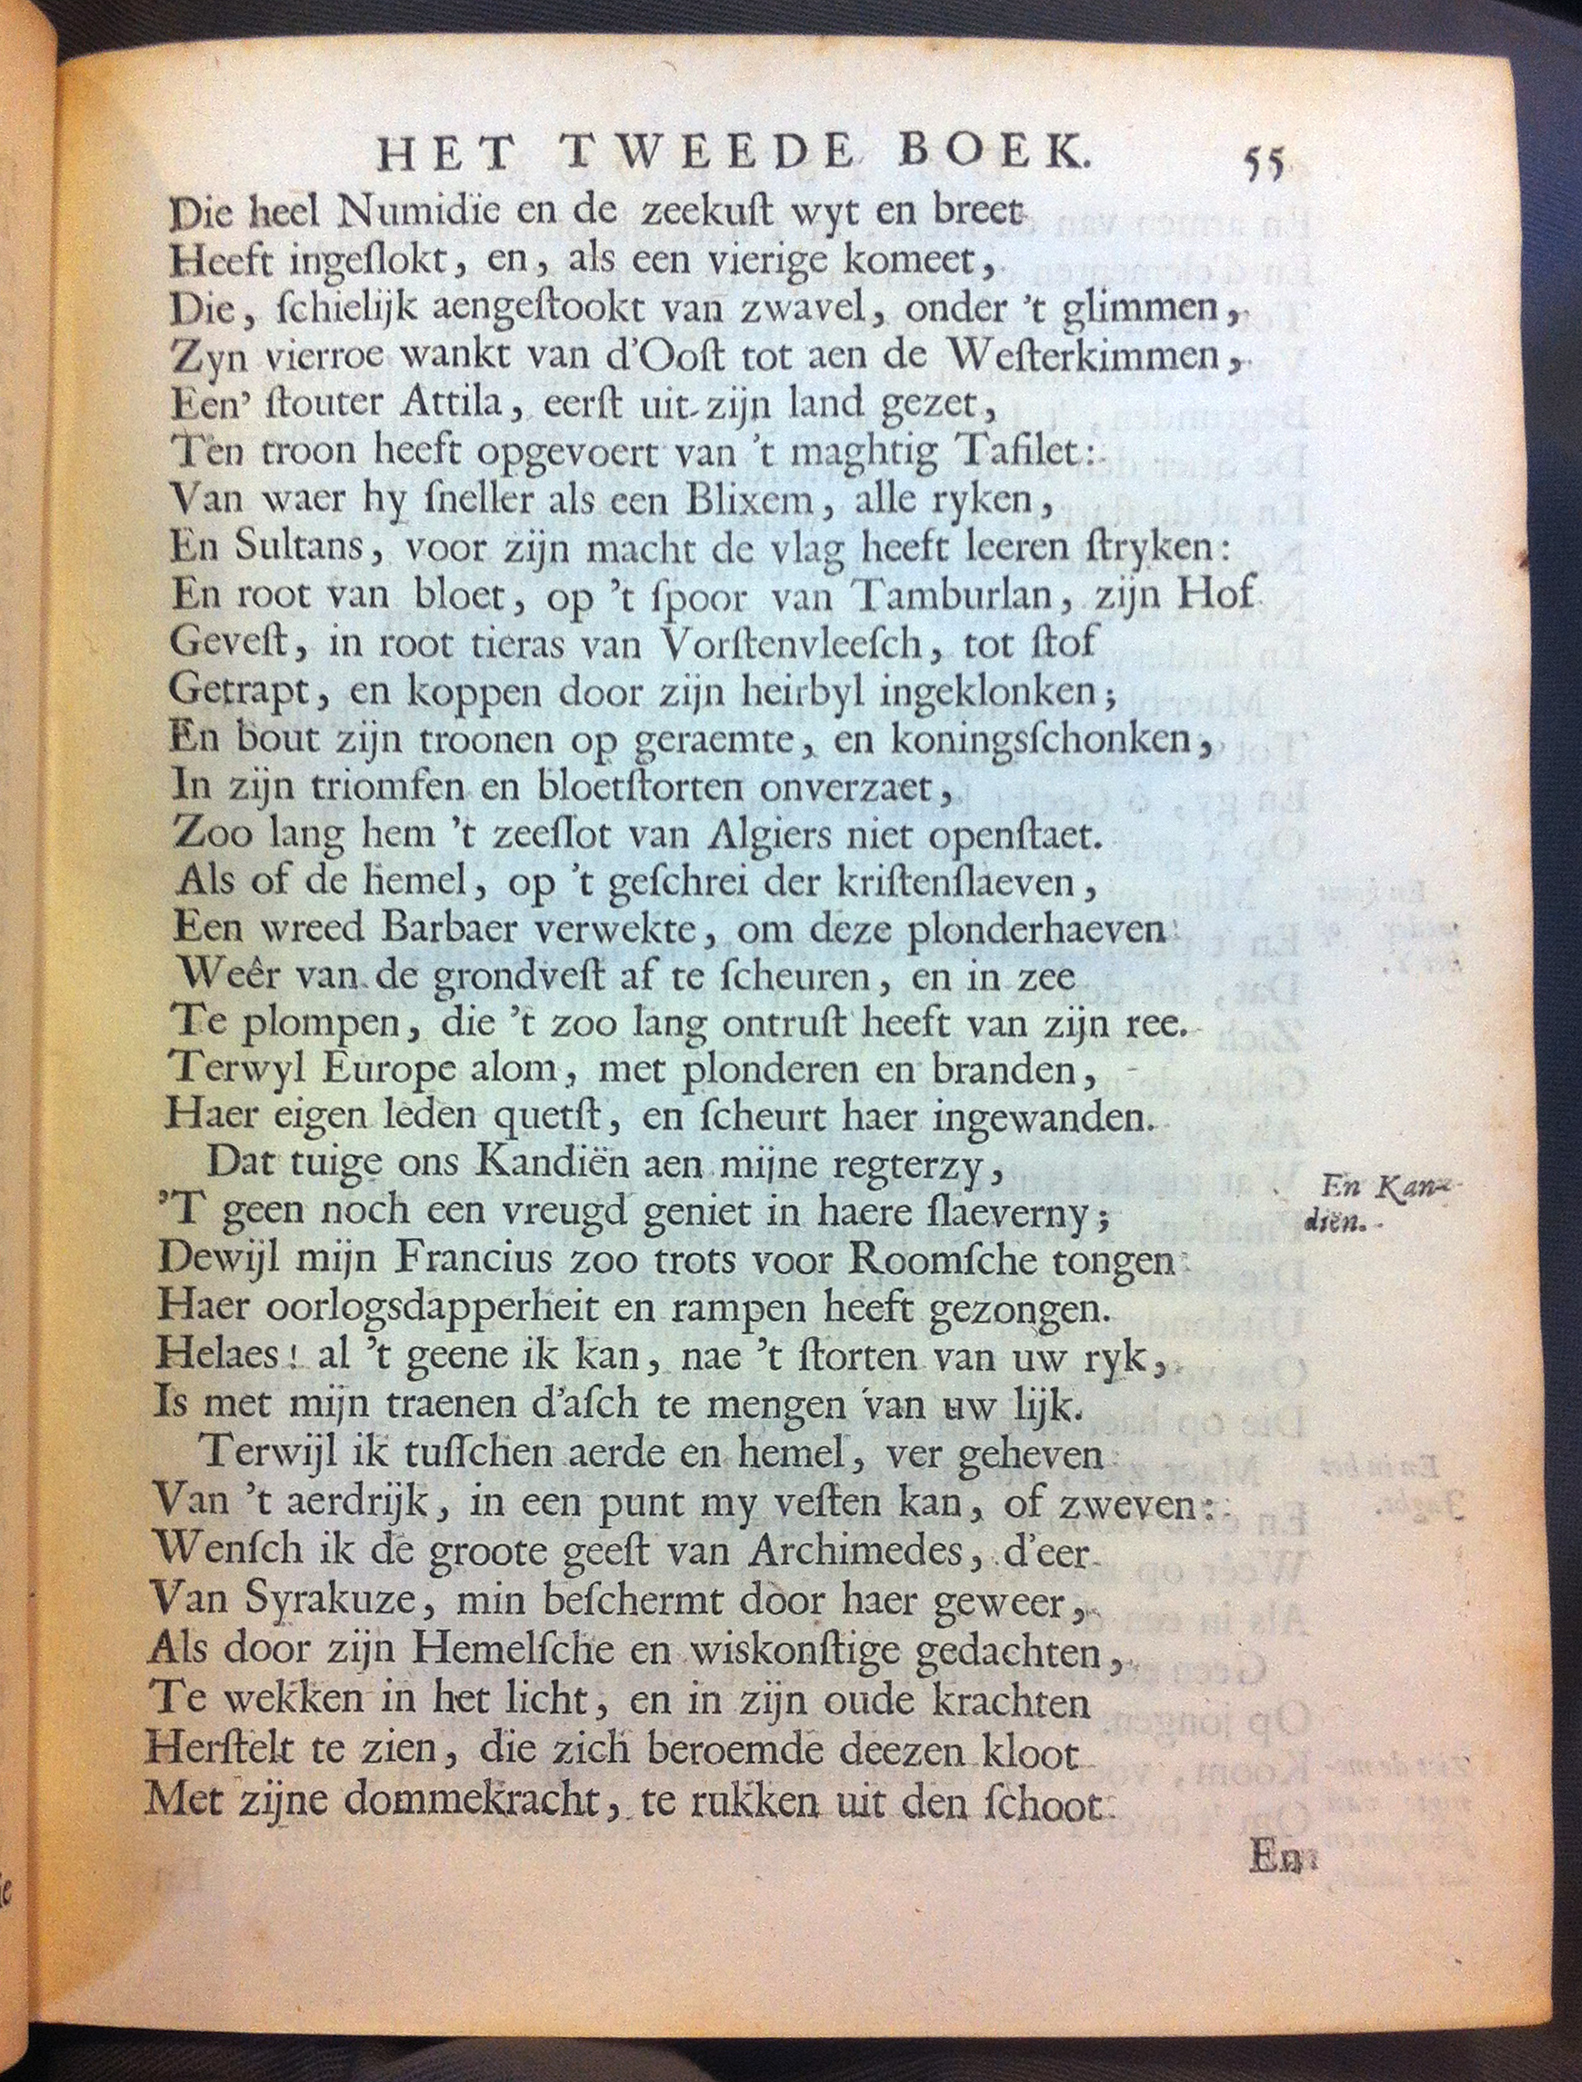 HET TWEEDE BOEK. 55
Die heel Numidïe en de zeekuſt wyt en breet
Heeft ingeſlokt, en, als een vierige komeet,
Die, ſchielijk aengeſtookt van zwavel, onder 't glimmen,
Zyn vierroe wankt van d'Ooſt tot aen de Weſterkimmen,
Een' ſtouter Attila, eerſt uit zijn land gezet,
Ten troon heeft opgevoert van 't maghtig Tafilet:
Van waer hy ſneller als een Blixem, alle ryken,
En Sultans, voor zijn macht de vlag heeft leeren ſtryken:
En root van bloet, op 't ſpoor van Tamburlan, zijn Hof
Geveſt, in root tieras van Vorſtenvleeſch, tot ſtof
Getrapt, en koppen door zijn heirbyl ingeklonken;
En bout zijn troonen op geraemte, en koningsſchonken,
In zijn triomfen en bloetſtorten onverzaet,
Zoo lang hem 't zeeſlot van Algiers niet openſtaet.
Als of de hemel, op 't geſchrei der kriſtenſlaeven,
Een wreed Barbaer verwekte, om deze plonderhaeven
Weêr van de grondveſt af te ſcheuren, en in zee
Te plompen, die 't zoo lang ontruſt heeft van zijn ree.
Terwyl Europe alom, met plonderen en branden,
Haer eigen leden quetſt, en ſcheurt haer ingewanden.
Dat tuige ons Kandiën aen mijne regterzy,
'T geen noch een vreugd geniet in haere ſlaeverny;
En Kan-
diën.
Dewijl mijn Francius zoo trots voor Roomſche tongen
Haer oorlogsdapperheit en rampen heeft gezongen.
Helaes! al 't geene ik kan, nae 't ſtorten van uw ryk,
Is met mijn traenen d'aſch te mengen van uw lijk.
Terwijl ik tuſſchen aerde en hemel, ver geheven
Van 't aerdrijk, in een punt my veſten kan, of zweven:
Wenſch ik de groote geeſt van Archimedes, d'eer
Van Syrakuze, min beſchermt door haer geweer,
Als door zijn Hemelſche en wiskonſtige gedachten,
Te wekken in het licht, en in zijn oude krachten
Herſtelt te zien, die zich beroemde deezen kloot
Met zijne dommekracht, te rukken uit den ſchoot
En